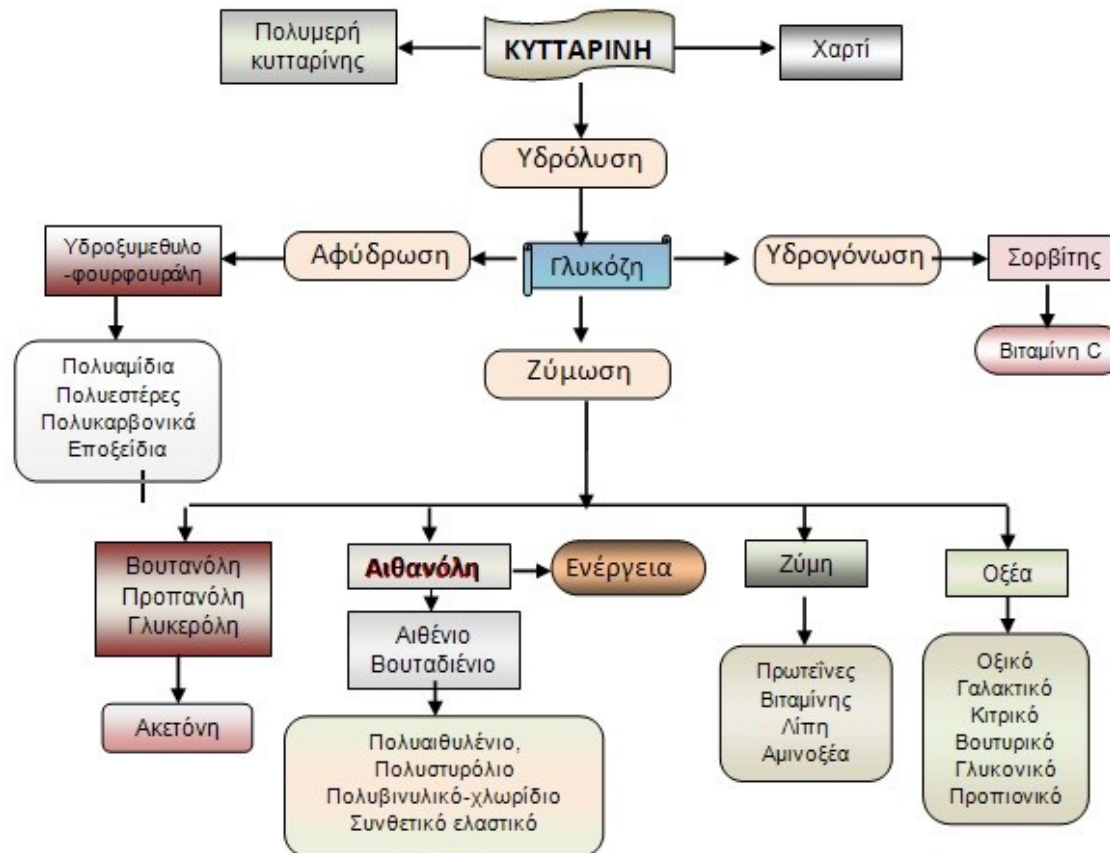 Πολυμερή
κυτταρίνης
ΚΥΤΤΑΡΙΝΗ
Χαρτί
Υδρόλυση
Υδροξυμεθυλο
-φουρφουράλη
Αφύδρωση
Γλυκόζη
Υδρογόνωση
Σορβίτης
Βιταμίνη C
Ζύμωση
Πολυαμίδια
Πολυεστέρες
Πολυκαρβονικά
Εποξείδια
Βουτανόλη
Προπανόλη
Γλυκερόλη
Αιθανόλη
Ενέργεια
Ζύμη
Οξέα
Αιθένιο
Βουταδιένιο
Ακετόνη
Πολυαιθυλένιο,
Πολυστυρόλιο
Πολυβινυλικό-χλωρίδιο
Συνθετικό ελαστικό
Πρωτεΐνες
Βιταμίνης
Λίπη
Αμινοξέα
Οξικό
Γαλακτικό
Κιτρικό
Βουτυρικό
Γλυκονικό
Προπιονικό